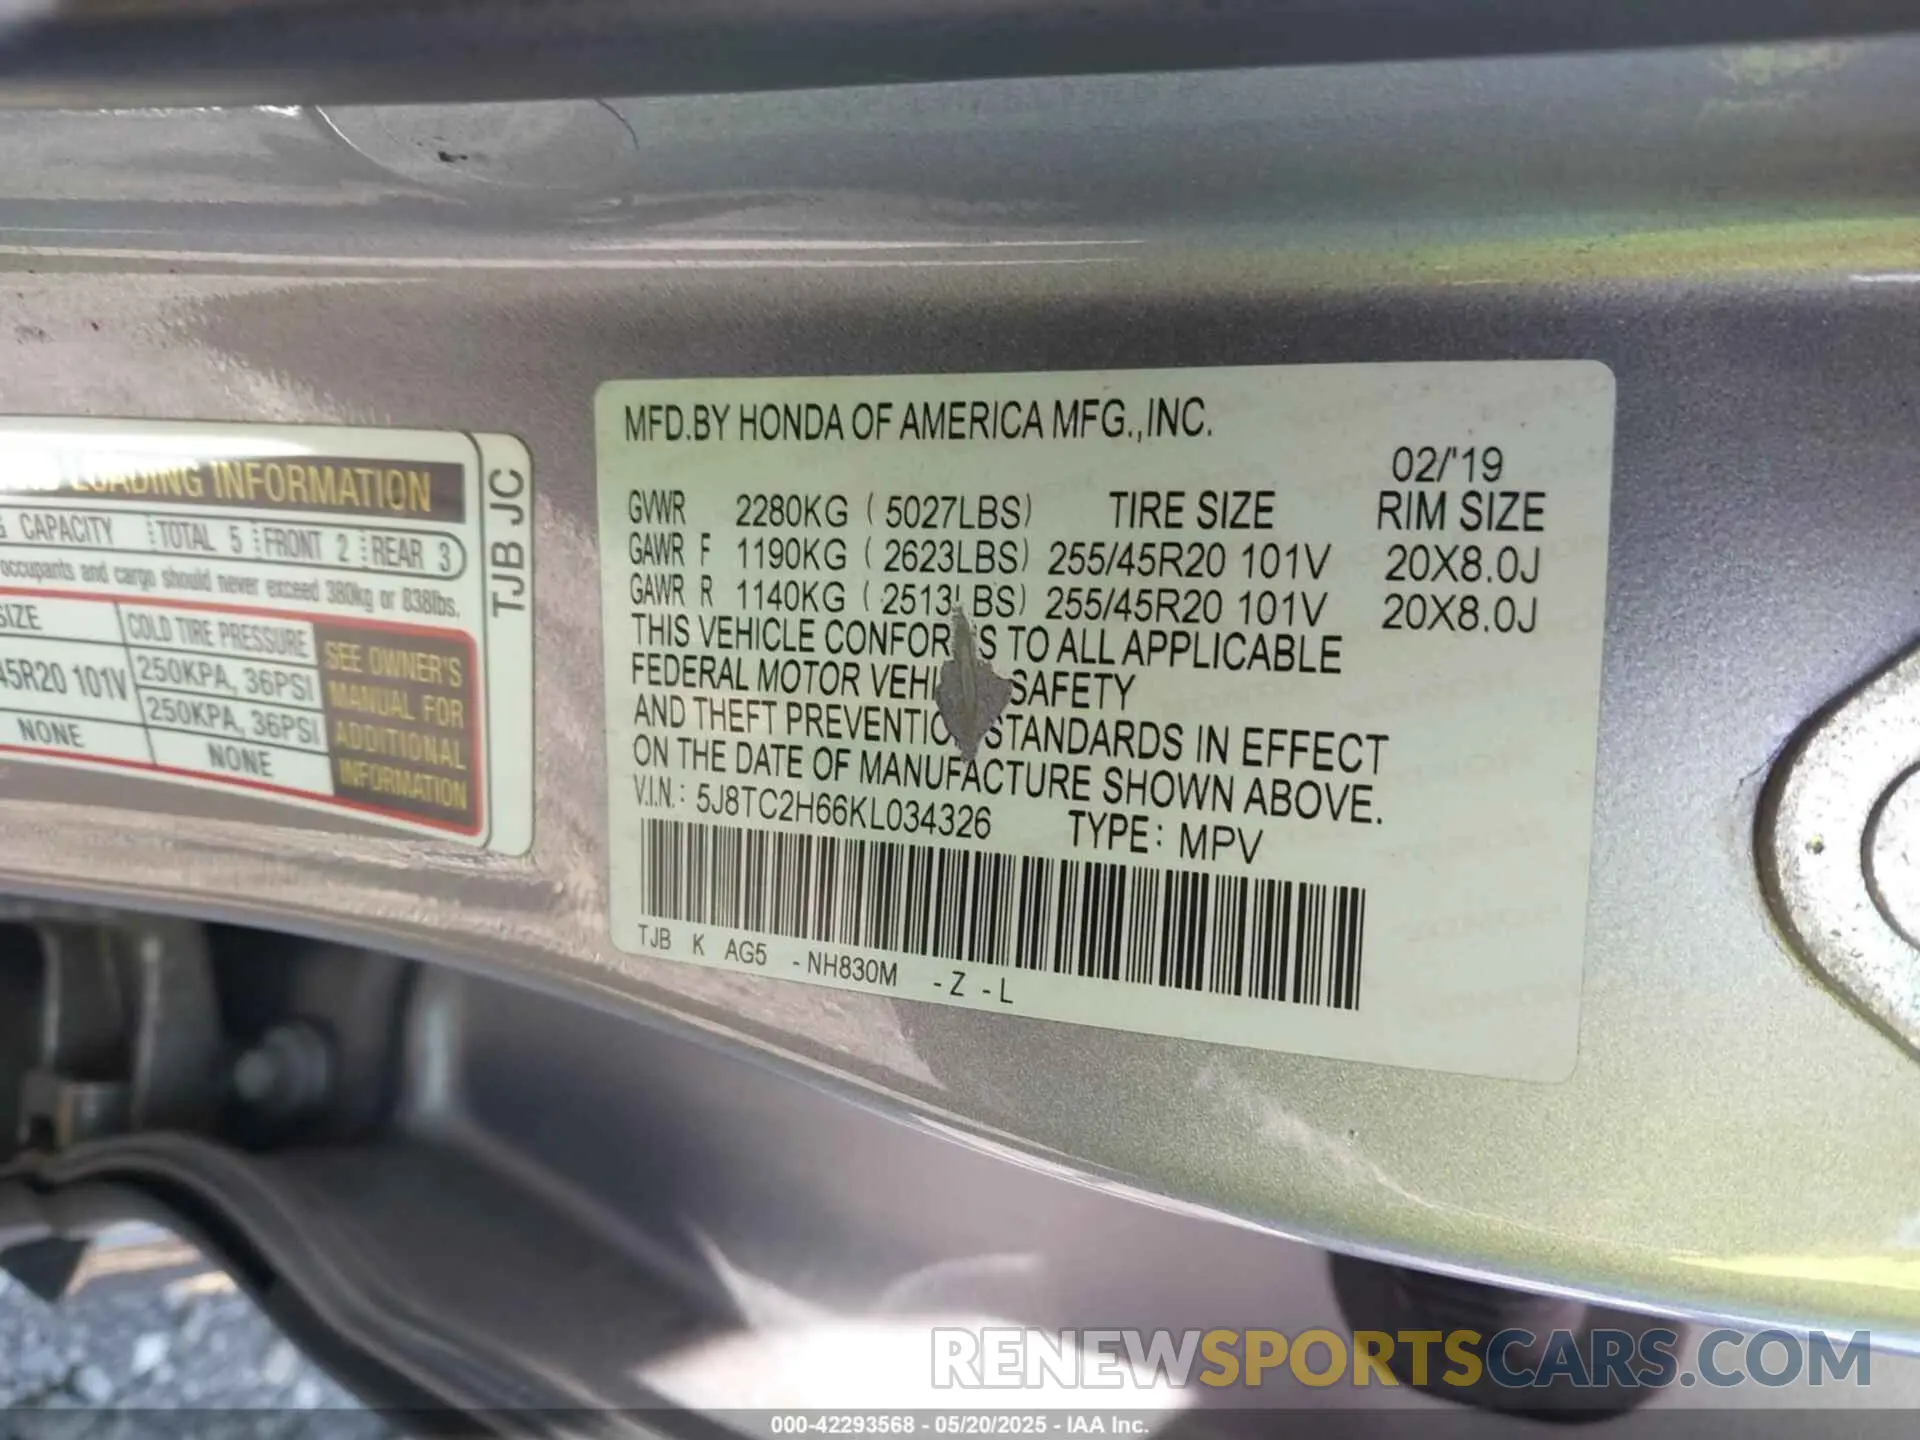 LOADING INFORMATION
CAPACITY TOTAL 5 FRONT 2 REAR 3
occupants and cargo should never exceed 380kg or 838lbs.
SIZE COLD TIRE PRESSURE
45R20 101V 250KPA, 36PSI
250KPA, 36PSI
NONE NONE
SEE OWNER'S
MANUAL FOR
ADDITIONAL
INFORMATION
TJB JC
MFD.BY HONDA OF AMERICA MFG.,INC.
02/'19
GVWR 2280KG (5027LBS) TIRE SIZE RIM SIZE
GAWR F 1190KG (2623LBS) 255/45R20 101V 20X8.0J
GAWR R 1140KG (2513LBS) 255/45R20 101V 20X8.0J
THIS VEHICLE CONFORMS TO ALL APPLICABLE
FEDERAL MOTOR VEHICLE SAFETY
AND THEFT PREVENTION STANDARDS IN EFFECT
ON THE DATE OF MANUFACTURE SHOWN ABOVE.
V.I.N.: 5J8TC2H66KL034326 TYPE: MPV
TJB K AG5 -NH830M -Z -L
RENEWSPORTSCARS.COM
000-42293568 - 05/20/2025 - IAA Inc.